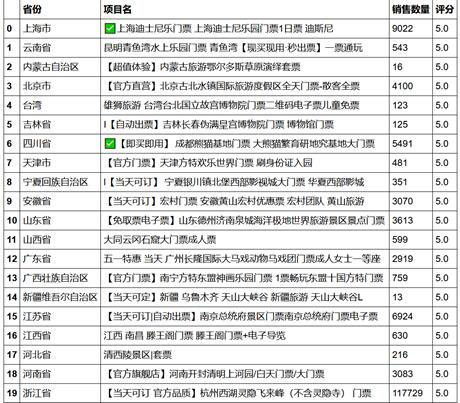 省份 项目名 销售数量 评分
0 上海市 ✅上海迪士尼乐门票 上海迪士尼乐园门票1日票 迪斯尼 9022 5.0
1 云南省 昆明青鱼湾水上乐园门票 青鱼湾【现买现用·秒出票】一票通玩 543 5.0
2 内蒙古自治区 【超值体验】内蒙古旅游鄂尔多斯草原演绎套票 16 5.0
3 北京市 【官方直营】北京古北水镇国际旅游度假区全天门票-散客全票 4100 5.0
4 台湾 雄狮旅游 台湾台北国立故宫博物院门票二维码电子票儿童免票 123 5.0
5 吉林省 I【自动出票】吉林长春伪满皇宫博物院门票 博物馆门票 125 5.0
6 四川省 ✅【即买即用】 成都熊猫基地门票 大熊猫繁育研地究基地大门票 5491 5.0
7 天津市 【官方门票】天津方特欢乐世界门票 刷身份证入园 481 5.0
8 宁夏回族自治区 I【当天可订】 宁夏银川镇北堡西部影视城大门票 华夏西部影城 351 5.0
9 安徽省 【当天可订】宏村门票 安徽黄山宏村优惠票 宏村团队 黄山旅游 3070 5.0
10 山东省 【免取票电子票】山东德州济南泉城海洋极地世界旅游景区景点门票 3613 5.0
11 山西省 大同云冈石窟大门票成人票 599 5.0
12 广东省 五一特惠 当天 广州长隆国际大马戏动物马戏团门票成人女士一等座 2919 5.0
13 广西壮族自治区 【官方门票】南宁方特东盟神画乐园门票 1票畅玩东盟十国方特门票 759 5.0
14 新疆维吾尔自治区 【当天可定】新疆 乌鲁木齐 天山大峡谷 新疆旅游 天山大峡谷L 13 5.0
15 江苏省 【当天可订|自动出票】南京总统府景区门票南京总统府门票电子票 6924 5.0
16 江西省 江西 南昌 滕王阁门票 滕王阁门票+电子导览 630 5.0
17 河北省 清西陵景区|套票 216 5.0
18 河南省 【官方旗舰店】河南开封清明上河园/白天门票/大门票 3083 5.0
19 浙江省 【当天可订 官方品质】杭州西湖灵隐飞来峰（不含灵隐寺） 门票 117729 5.0